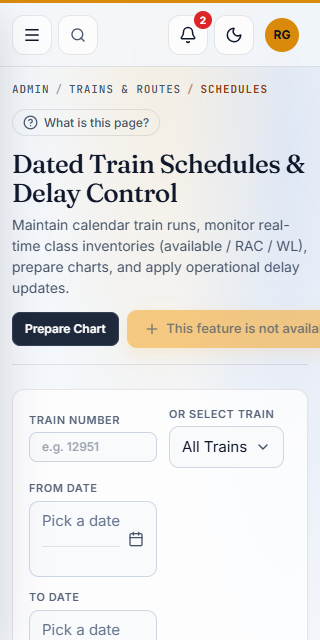 2
RG
ADMIN / TRAINS & ROUTES / SCHEDULES
What is this page?
Dated Train Schedules &
Delay Control
Maintain calendar train runs, monitor real-
time class inventories (available / RAC / WL),
prepare charts, and apply operational delay
updates.
Prepare Chart
This feature is not availa
TRAIN NUMBER
OR SELECT TRAIN
e.g. 12951
All Trains
FROM DATE
Pick a date
TO DATE
Pick a date